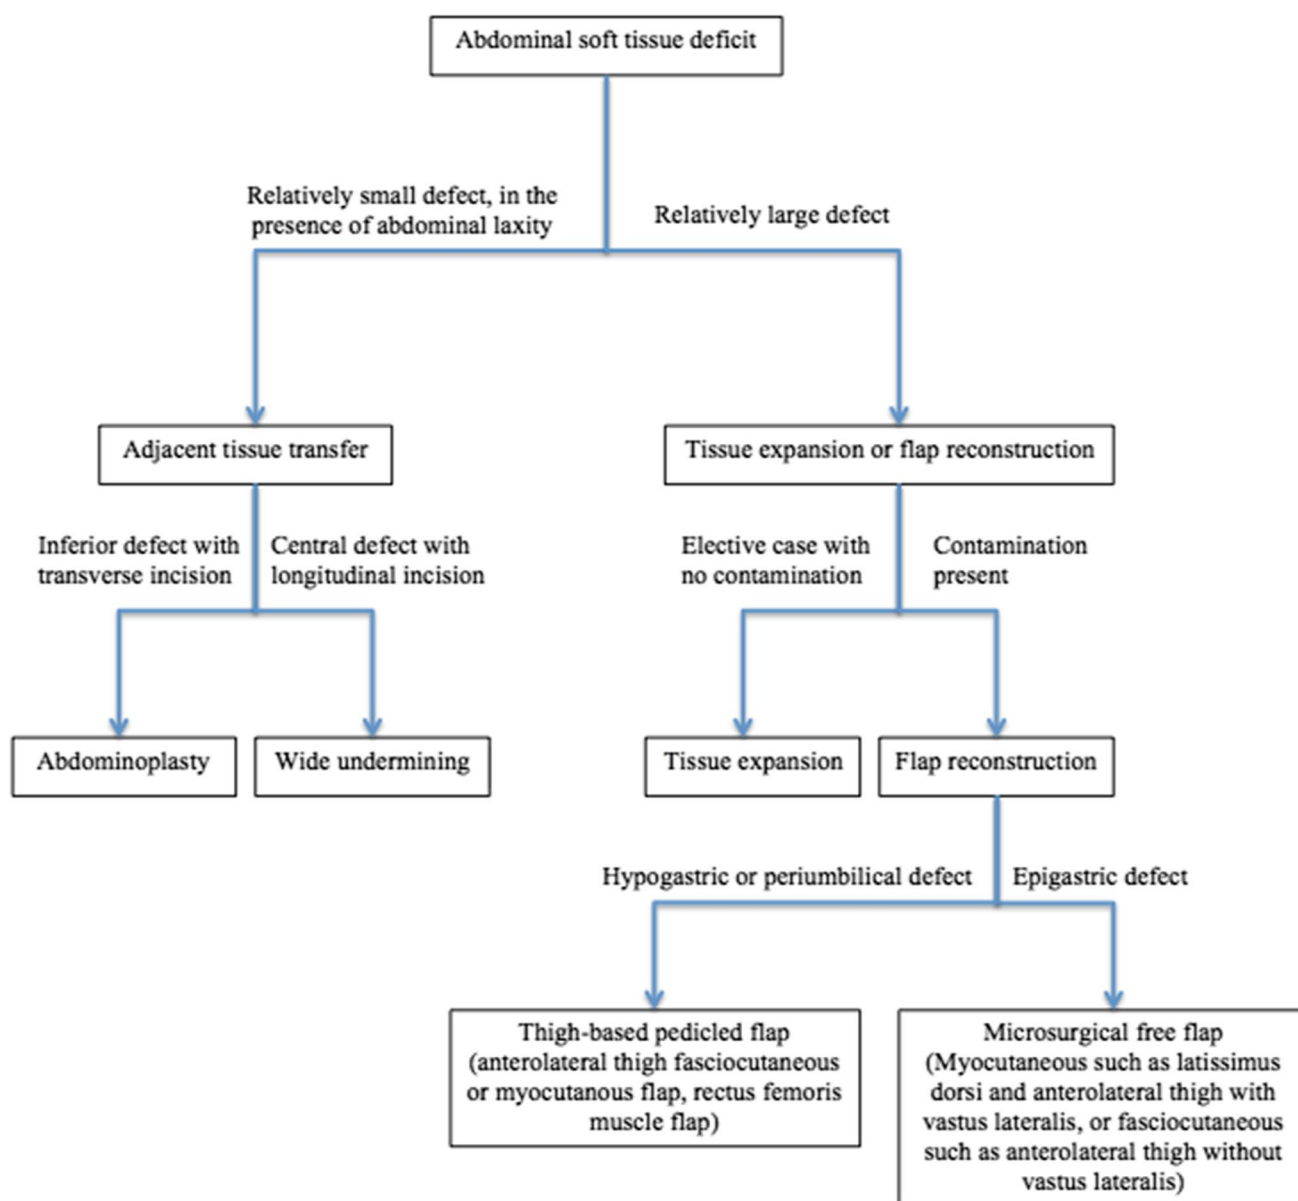 Abdominal soft tissue deficit
Relatively small defect, in the
presence of abdominal laxity
Relatively large defect
Adjacent tissue transfer
Tissue expansion or flap reconstruction
Inferior defect with
transverse incision
Central defect with
longitudinal incision
Elective case with
no contamination
Contamination
present
Abdominoplasty
Wide undermining
Tissue expansion
Flap reconstruction
Hypogastric or periumbilical defect
Epigastric defect
Thigh-based pedicled flap
(anterolateral thigh fasciocutaneous
or myocutanous flap, rectus femoris
muscle flap)
Microsurgical free flap
(Myocutaneous such as latissimus
dorsi and anterolateral thigh with
vastus lateralis, or fasciocutaneous
such as anterolateral thigh without
vastus lateralis)